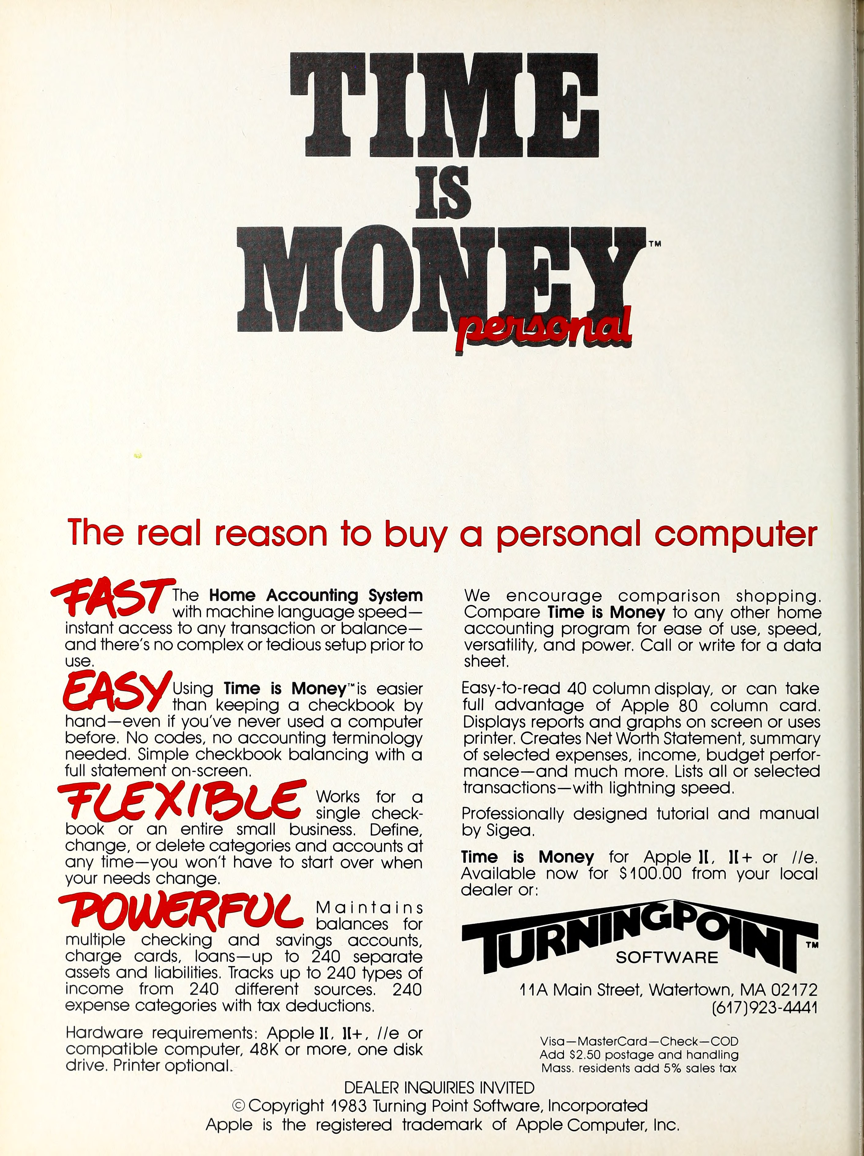 TIME
IS
MONEY™
personal
The real reason to buy a personal computer
FAST The Home Accounting System
with machine language speed—
instant access to any transaction or balance—
and there's no complex or tedious setup prior to
use.
EASY Using Time is Money™ is easier
than keeping a checkbook by
hand—even if you've never used a computer
before. No codes, no accounting terminology
needed. Simple checkbook balancing with a
full statement on-screen.
FLEXIBLE Works for a
single check-
book or an entire small business. Define,
change, or delete categories and accounts at
any time—you won't have to start over when
your needs change.
POWERFUL Maintains
balances for
multiple checking and savings accounts,
charge cards, loans—up to 240 separate
assets and liabilities. Tracks up to 240 types of
income from 240 different sources. 240
expense categories with tax deductions.
Hardware requirements: Apple ][, ][+, //e or
compatible computer, 48K or more, one disk
drive. Printer optional.
We encourage comparison shopping.
Compare Time is Money to any other home
accounting program for ease of use, speed,
versatility, and power. Call or write for a data
sheet.
Easy-to-read 40 column display, or can take
full advantage of Apple 80 column card.
Displays reports and graphs on screen or uses
printer. Creates Net Worth Statement, summary
of selected expenses, income, budget perfor-
mance—and much more. Lists all or selected
transactions—with lightning speed.
Professionally designed tutorial and manual
by Sigea.
Time is Money for Apple ][, ][+ or //e.
Available now for $100.00 from your local
dealer or:
TURNINGPOINT™
SOFTWARE
11A Main Street, Watertown, MA 02172
(617)923-4441
Visa—MasterCard—Check—COD
Add $2.50 postage and handling
Mass. residents add 5% sales tax
DEALER INQUIRIES INVITED
© Copyright 1983 Turning Point Software, Incorporated
Apple is the registered trademark of Apple Computer, Inc.